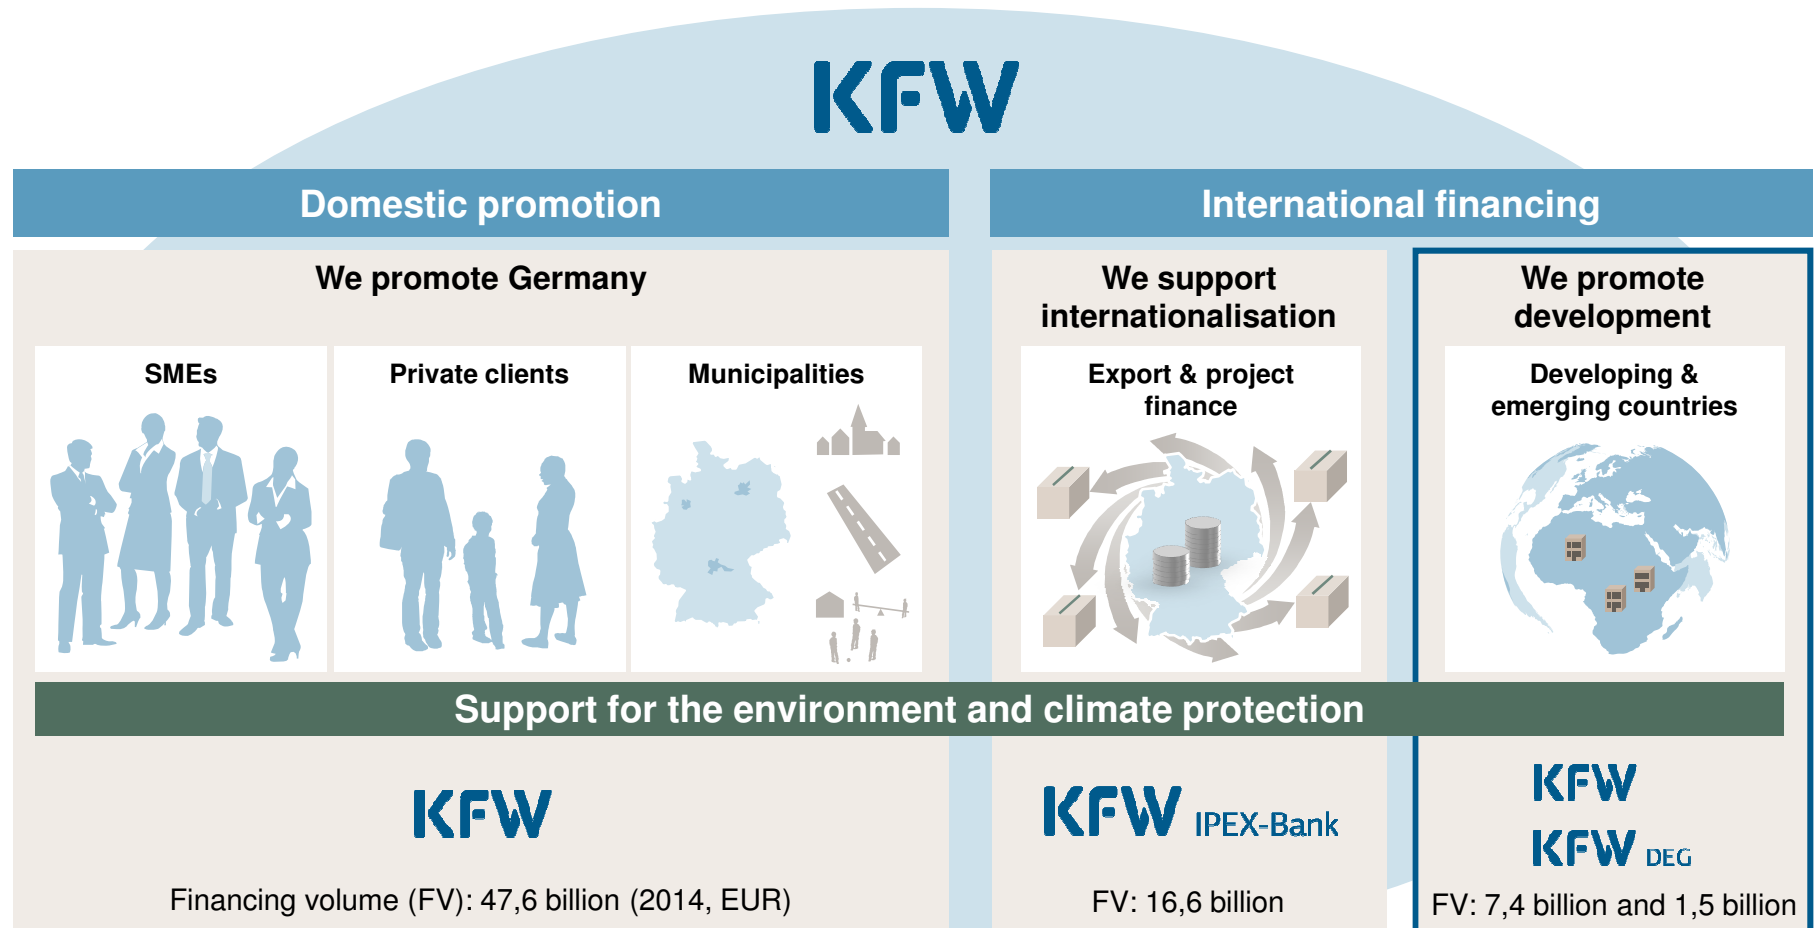 KFW
Domestic promotion
International financing
We promote Germany
SMEs
Private clients
Municipalities
We support
internationalisation
Export & project
finance
We promote
development
Developing &
emerging countries
Support for the environment and climate protection
KFW
Financing volume (FV): 47,6 billion (2014, EUR)
KFW IPEX-Bank
FV: 16,6 billion
KFW
KFW DEG
FV: 7,4 billion and 1,5 billion